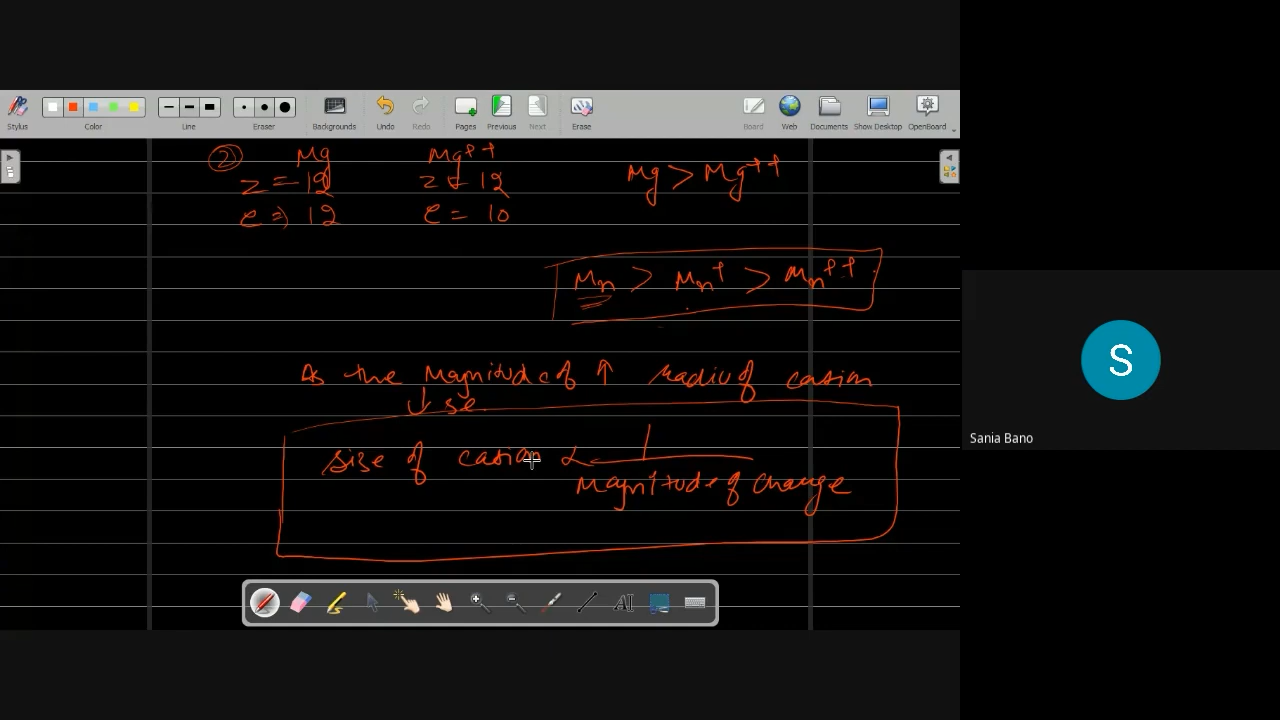 Stylus Color Line Eraser Backgrounds Undo Redo Pages Previous Next Erase Board Web Documents Show Desktop OpenBoard
② Mg Mg++
Z = 12 Z = 12 Mg > Mg++
e => 12 e = 10
Mn > Mn+ > Mn++
As the Magnitude of ↑ radius of cation
↓ se.
size of cation ∝ 1
Magnitude of change
AI
S
Sania Bano